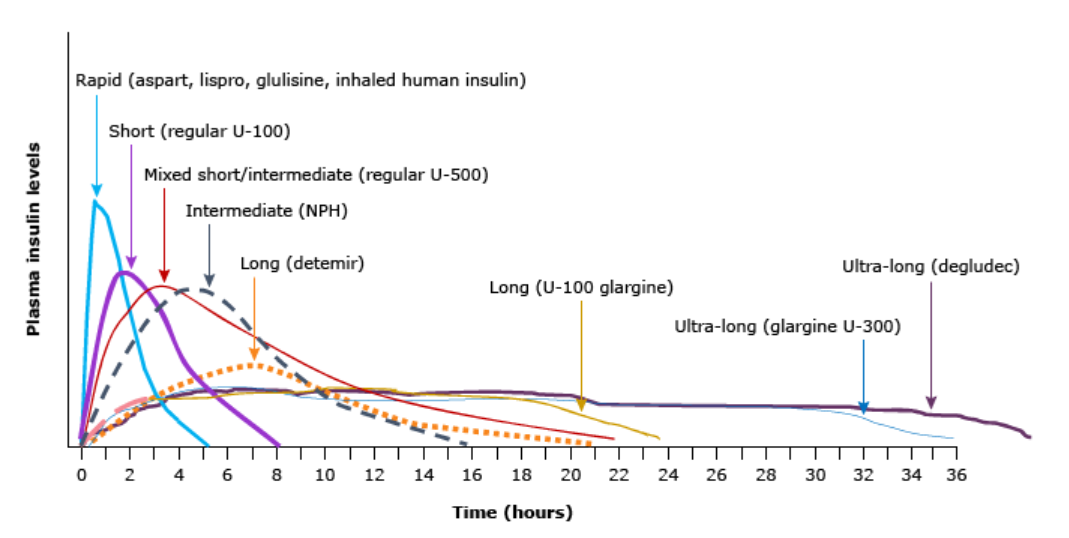 Rapid (aspart, lispro, glulisine, inhaled human insulin)
Short (regular U-100)
Mixed short/intermediate (regular U-500)
Intermediate (NPH)
Long (detemir)
Long (U-100 glargine)
Ultra-long (degludec)
Ultra-long (glargine U-300)
Plasma insulin levels
0 2 4 6 8 10 12 14 16 18 20 22 24 26 28 30 32 34 36
Time (hours)